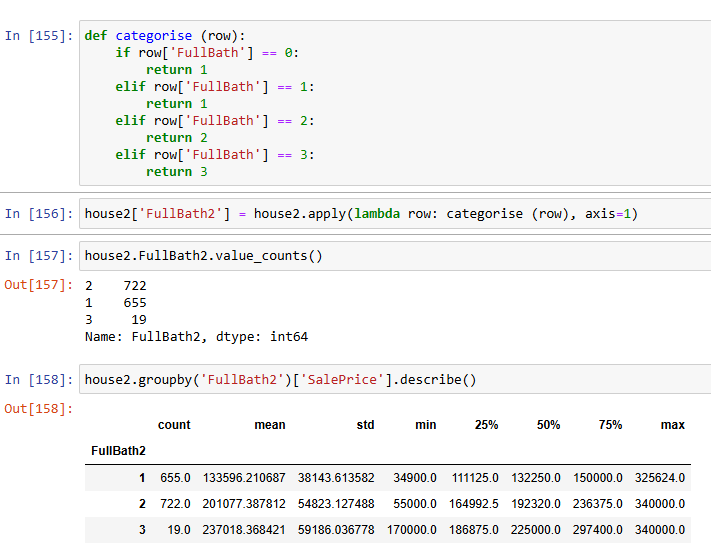 In [155]: def categorise (row):
    if row['FullBath'] == 0:
        return 1
    elif row['FullBath'] == 1:
        return 1
    elif row['FullBath'] == 2:
        return 2
    elif row['FullBath'] == 3:
        return 3
In [156]: house2['FullBath2'] = house2.apply(lambda row: categorise (row), axis=1)
In [157]: house2.FullBath2.value_counts()
Out[157]: 2    722
1    655
3     19
Name: FullBath2, dtype: int64
In [158]: house2.groupby('FullBath2')['SalePrice'].describe()
Out[158]:
count mean std min 25% 50% 75% max
FullBath2
1 655.0 133596.210687 38143.613582 34900.0 111125.0 132250.0 150000.0 325624.0
2 722.0 201077.387812 54823.127488 55000.0 164992.5 192320.0 236375.0 340000.0
3 19.0 237018.368421 59186.036778 170000.0 186875.0 225000.0 297400.0 340000.0